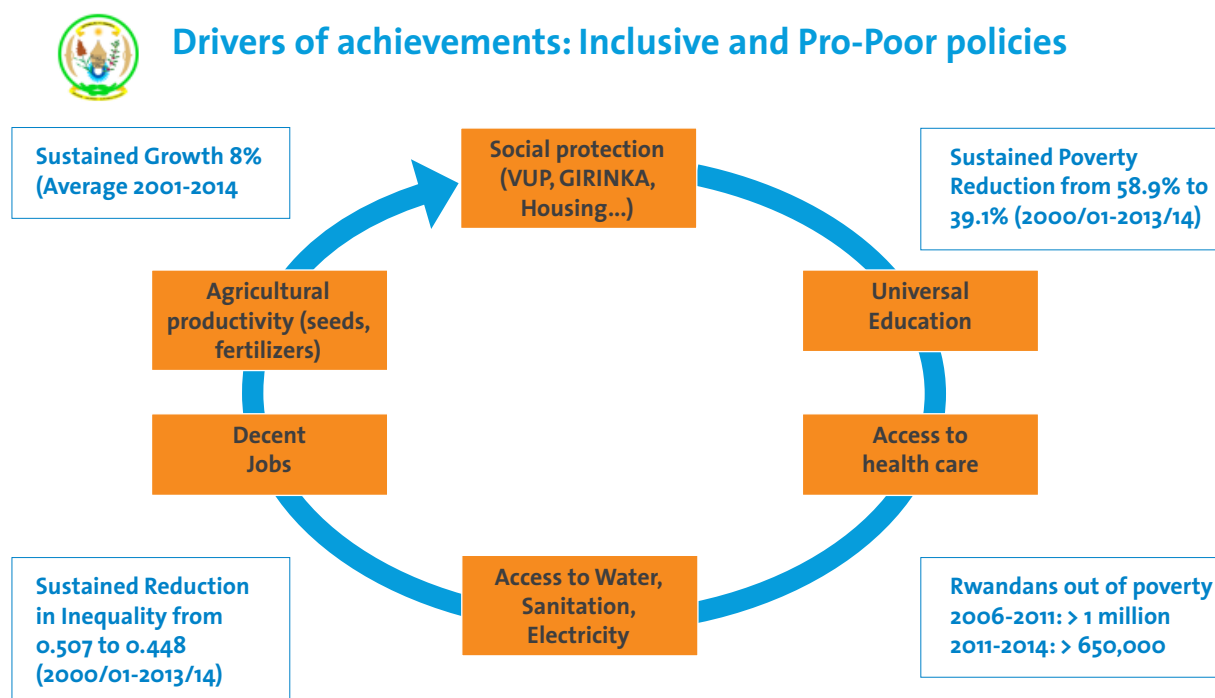 Drivers of achievements: Inclusive and Pro-Poor policies
Sustained Growth 8%
(Average 2001-2014
Social protection
(VUP, GIRINKA,
Housing...)
Sustained Poverty
Reduction from 58.9% to
39.1% (2000/01-2013/14)
Agricultural
productivity (seeds,
fertilizers)
Universal
Education
Decent
Jobs
Access to
health care
Access to Water,
Sanitation,
Electricity
Sustained Reduction
in Inequality from
0.507 to 0.448
(2000/01-2013/14)
Rwandans out of poverty
2006-2011: > 1 million
2011-2014: > 650,000